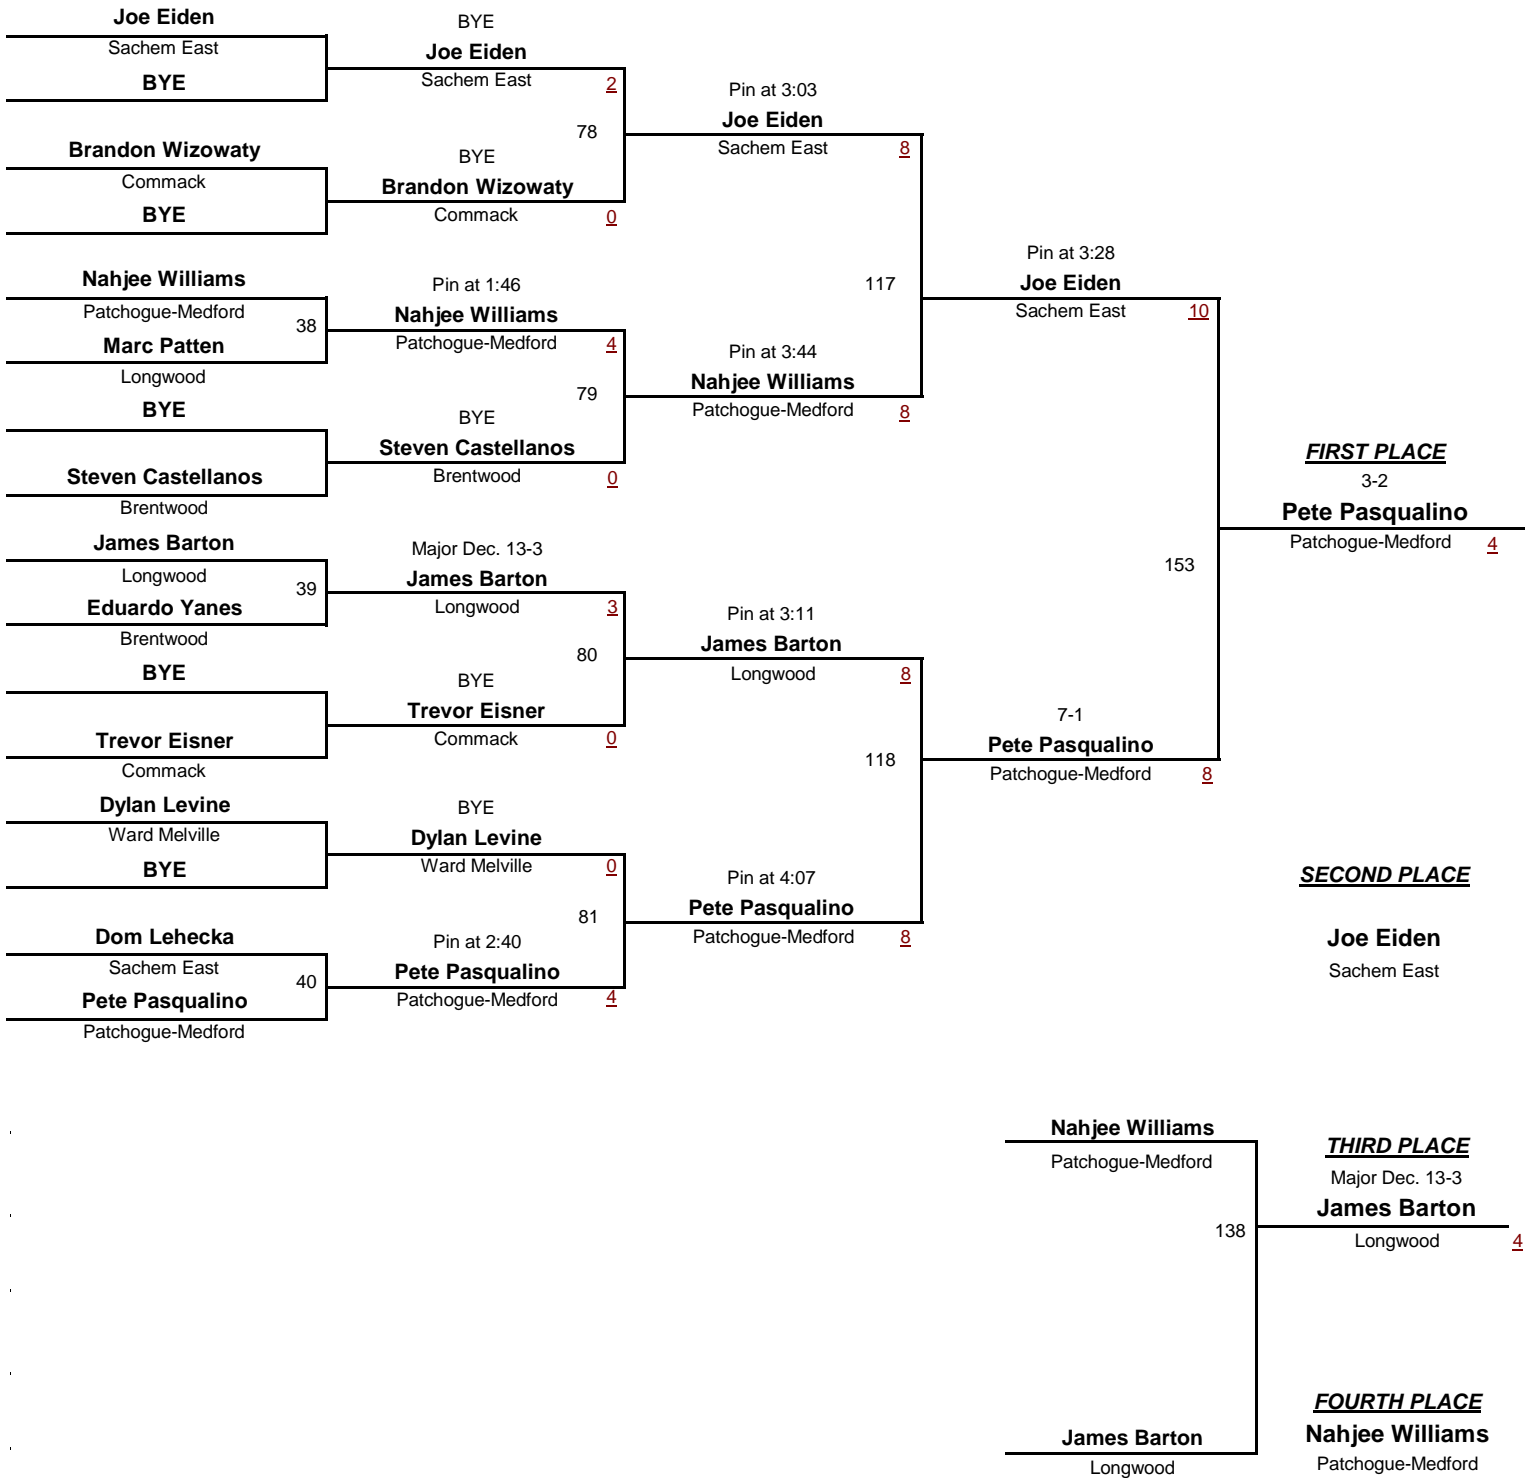 Joe Eiden
Sachem East
BYE
Brandon Wizowaty
Commack
BYE
Nahjee Williams
Patchogue-Medford
38
Marc Patten
Longwood
BYE
Steven Castellanos
Brentwood
James Barton
Longwood
39
Eduardo Yanes
Brentwood
BYE
Trevor Eisner
Commack
Dylan Levine
Ward Melville
BYE
Dom Lehecka
Sachem East
40
Pete Pasqualino
Patchogue-Medford
BYE
Joe Eiden
Sachem East 2
78
BYE
Brandon Wizowaty
Commack 0
Pin at 1:46
Nahjee Williams
Patchogue-Medford 4
79
BYE
Steven Castellanos
Brentwood 0
Major Dec. 13-3
James Barton
Longwood 3
80
BYE
Trevor Eisner
Commack 0
BYE
Dylan Levine
Ward Melville 0
81
Pin at 2:40
Pete Pasqualino
Patchogue-Medford 4
Pin at 3:03
Joe Eiden
Sachem East 8
117
Pin at 3:44
Nahjee Williams
Patchogue-Medford 8
Pin at 3:11
James Barton
Longwood 8
118
Pin at 4:07
Pete Pasqualino
Patchogue-Medford 8
Pin at 3:28
Joe Eiden
Sachem East 10
153
7-1
Pete Pasqualino
Patchogue-Medford 8
FIRST PLACE
3-2
Pete Pasqualino
Patchogue-Medford 4
SECOND PLACE
Joe Eiden
Sachem East
Nahjee Williams
Patchogue-Medford
138
James Barton
Longwood
THIRD PLACE
Major Dec. 13-3
James Barton
Longwood 4
FOURTH PLACE
Nahjee Williams
Patchogue-Medford